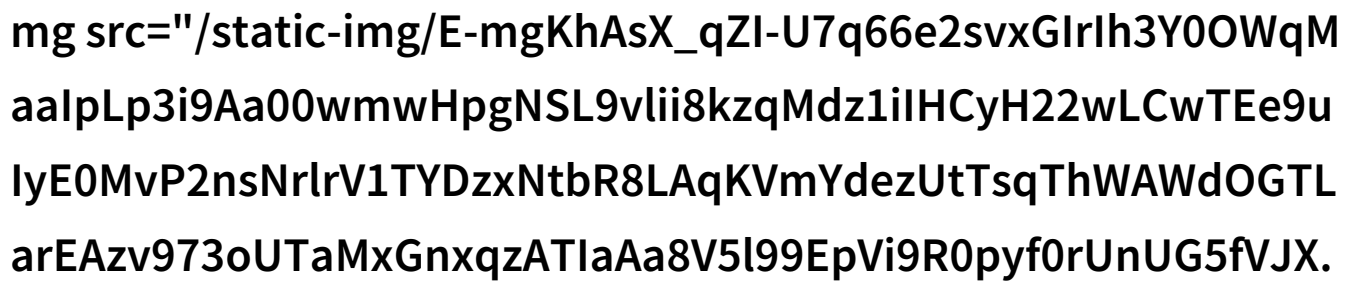 mg src="/static-img/E-mgKhAsX_qZI-U7q66e2svxGIrIh3Y0OWqM
aaIpLp3i9Aa00wmwHpgNSL9vlii8kzqMdz1iIHCyH22wLCwTEe9u
IyE0MvP2nsNrlrV1TYDzxNtbR8LAqKVmYdezUtTsqThWAWdOGTL
arEAzv973oUTaMxGnxqzATIaAa8V5l99EpVi9R0pyf0rUnUG5fVJX.